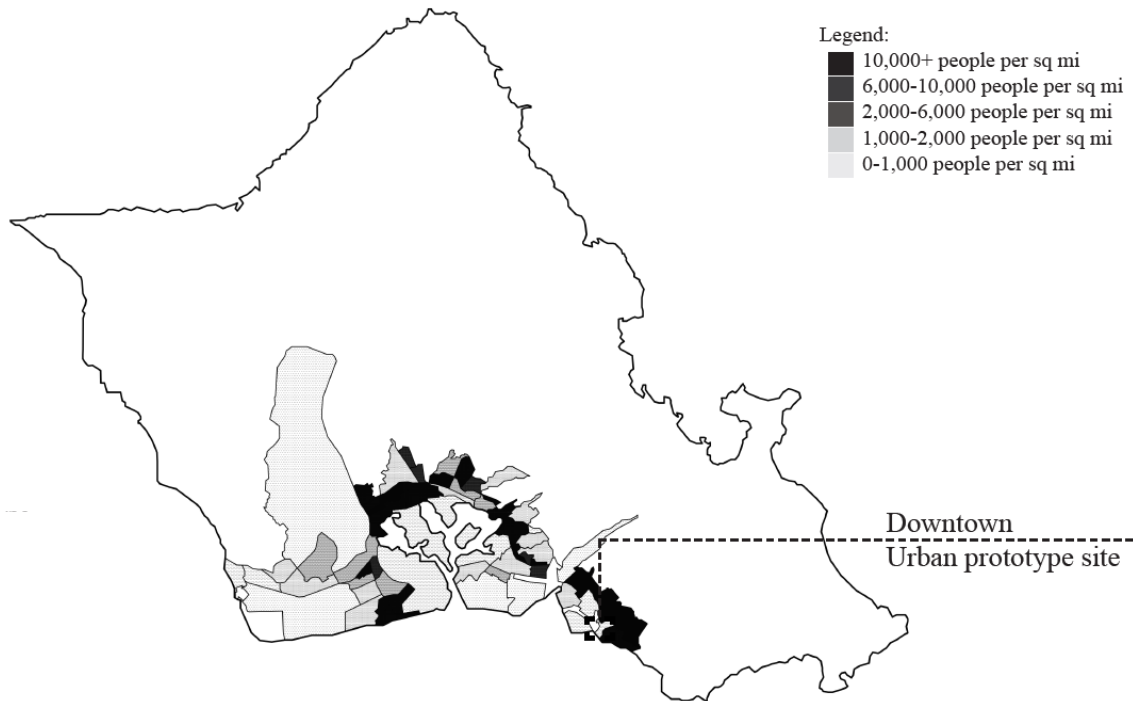 Legend:
10,000+ people per sq mi
6,000-10,000 people per sq mi
2,000-6,000 people per sq mi
1,000-2,000 people per sq mi
0-1,000 people per sq mi
Downtown
Urban prototype site